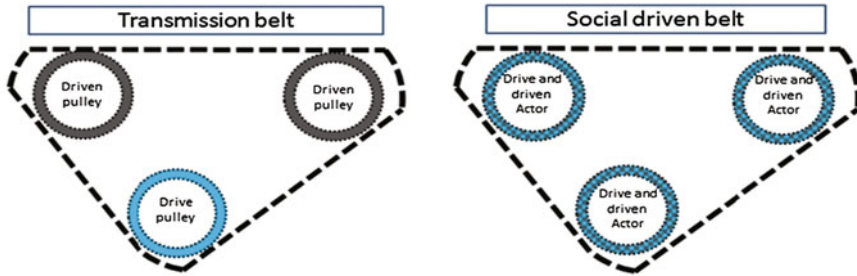 Transmission belt
Driven
pulley
Driven
pulley
Drive
pulley
Social driven belt
Drive and
driven
Actor
Drive and
driven
Actor
Drive and
driven
Actor